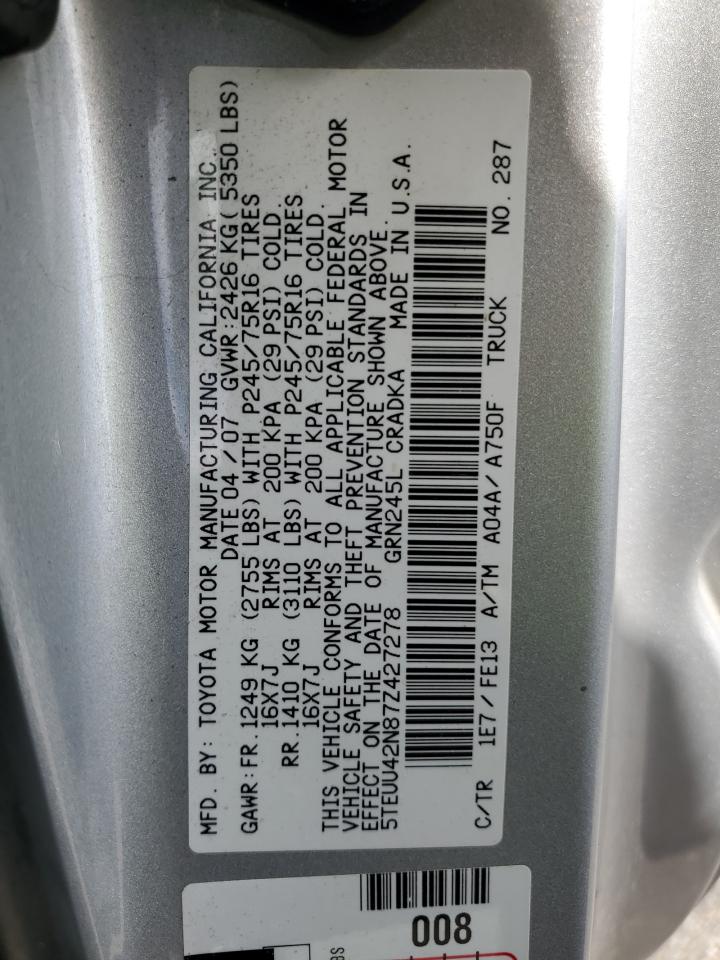 MFD. BY: TOYOTA MOTOR MANUFACTURING CALIFORNIA INC.
DATE 04/07 GVWR:2426 KG( 5350 LBS)
GAWR:FR.1249 KG (2755 LBS) WITH P245/75R16 TIRES
16X7J RIMS AT 200 KPA (29 PSI) COLD.
RR.1410 KG (3110 LBS) WITH P245/75R16 TIRES
16X7J RIMS AT 200 KPA (29 PSI) COLD.
THIS VEHICLE CONFORMS TO ALL APPLICABLE FEDERAL MOTOR
VEHICLE SAFETY AND THEFT PREVENTION STANDARDS IN
EFFECT ON THE DATE OF MANUFACTURE SHOWN ABOVE.
5TEUU42N87Z427278 GRN245L CRADKA MADE IN U.S.A.
C/TR 1E7/FE13 A/TM A04A/A750F TRUCK NO. 287
008
BS